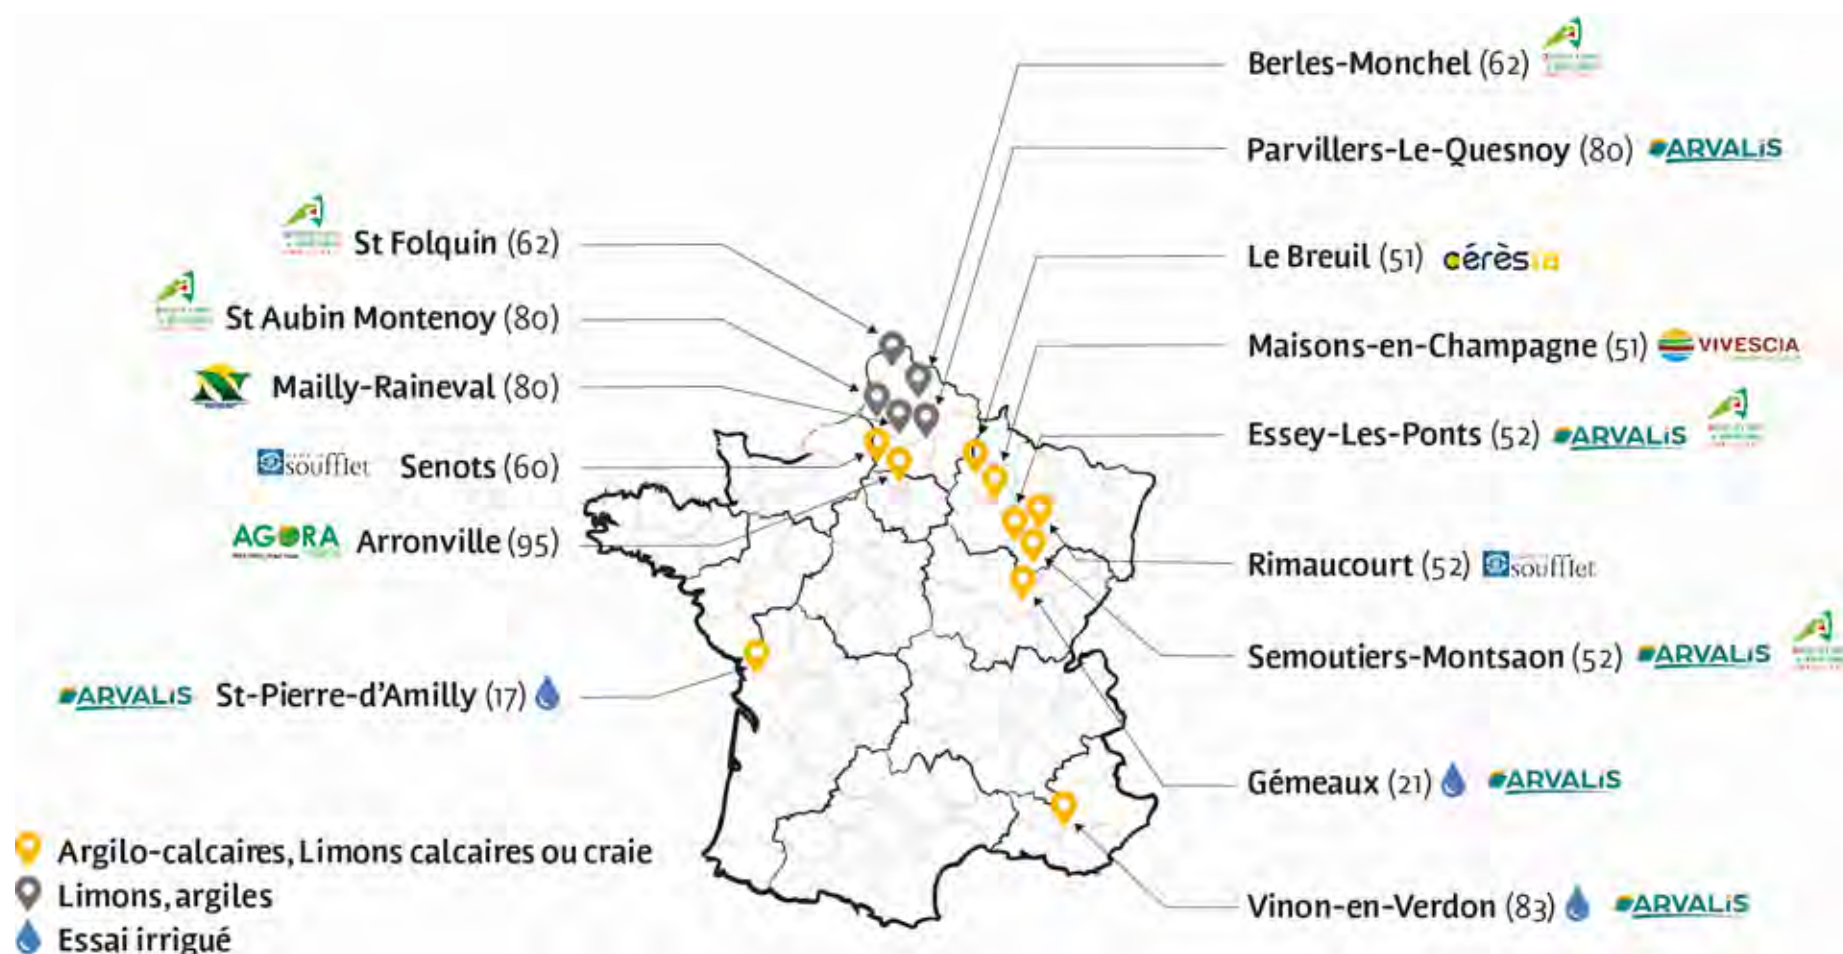 Berles-Monchel (62)
Parvillers-Le-Quesnoy (80) ARVALiS
St Folquin (62)
Le Breuil (51) cérèsia
St Aubin Montenoy (80)
Maisons-en-Champagne (51) VIVESCIA
Mailly-Raineval (80)
Essey-Les-Ponts (52) ARVALiS
soufflet Senots (60)
AGORA Arronville (95)
Rimaucourt (52) soufflet
Semoutiers-Montsaon (52) ARVALiS
ARVALiS St-Pierre-d'Amilly (17)
Gémeaux (21) ARVALiS
Argilo-calcaires, Limons calcaires ou craie
Limons, argiles
Vinon-en-Verdon (83) ARVALiS
Essai irrigué